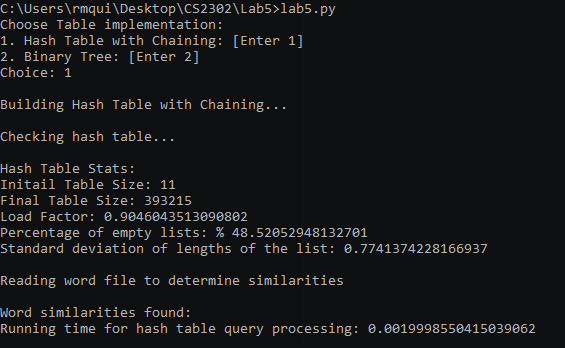 C:\Users\rmqui\Desktop\CS2302\Lab5>lab5.py
Choose Table implementation:
1. Hash Table with Chaining: [Enter 1]
2. Binary Tree: [Enter 2]
Choice: 1
Building Hash Table with Chaining...
Checking hash table...
Hash Table Stats:
Initail Table Size: 11
Final Table Size: 393215
Load Factor: 0.9046043513090802
Percentage of empty lists: % 48.52052948132701
Standard deviation of lengths of the list: 0.7741374228166937
Reading word file to determine similarities
Word similarities found:
Running time for hash table query processing: 0.0019998550415039062